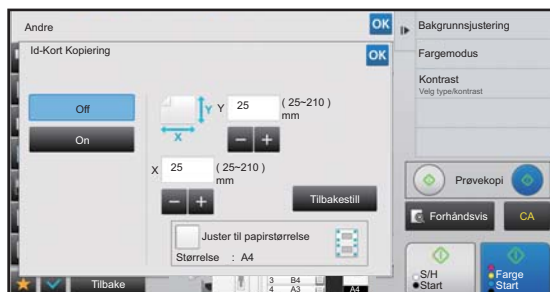 Andre
OK
Id-Kort Kopiering
OK
Off
On
Y
Y
25
( 25~210 )
mm
X
X
25
( 25~210 )
mm
Tilbakestill
Juster til papirstørrelse
Størrelse : A4
Tilbake
3 B4
4 A3
A4
Bakgrunnsjustering
Fargemodus
Kontrast
Velg type/kontrast
Prøvekopi
Forhåndsvis
CA
S/H
Start
Farge
Start